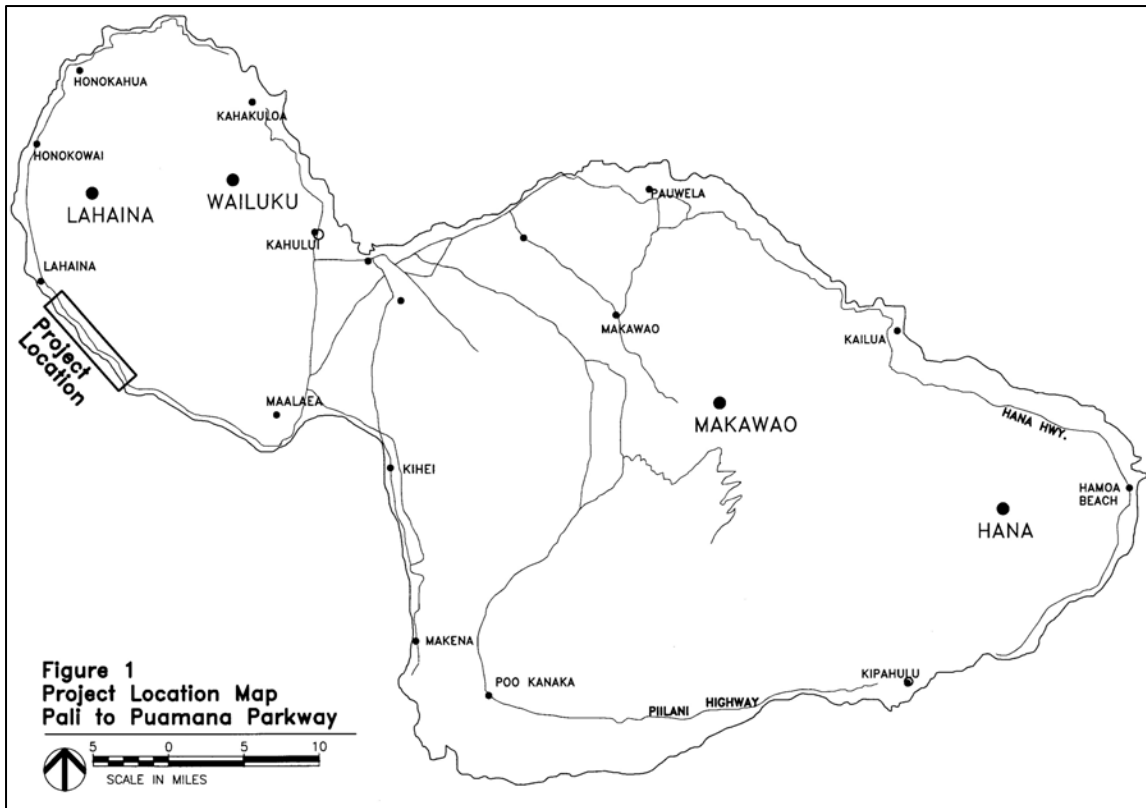 HONOKAHUA
KAHAKULOA
HONOKOWAI
LAHAINA
WAILUKU
PAUWELA
KAHULUI
LAHAINA
Project
Location
MAKAWAO
KAILUA
MAALAEA
MAKAWAO
HANA HWY.
KIHEI
HAMOA
BEACH
HANA
MAKENA
POO KANAKA
KIPAHULU
PIILANI HIGHWAY
Figure 1
Project Location Map
Pali to Puamana Parkway
5 0 5 10
SCALE IN MILES